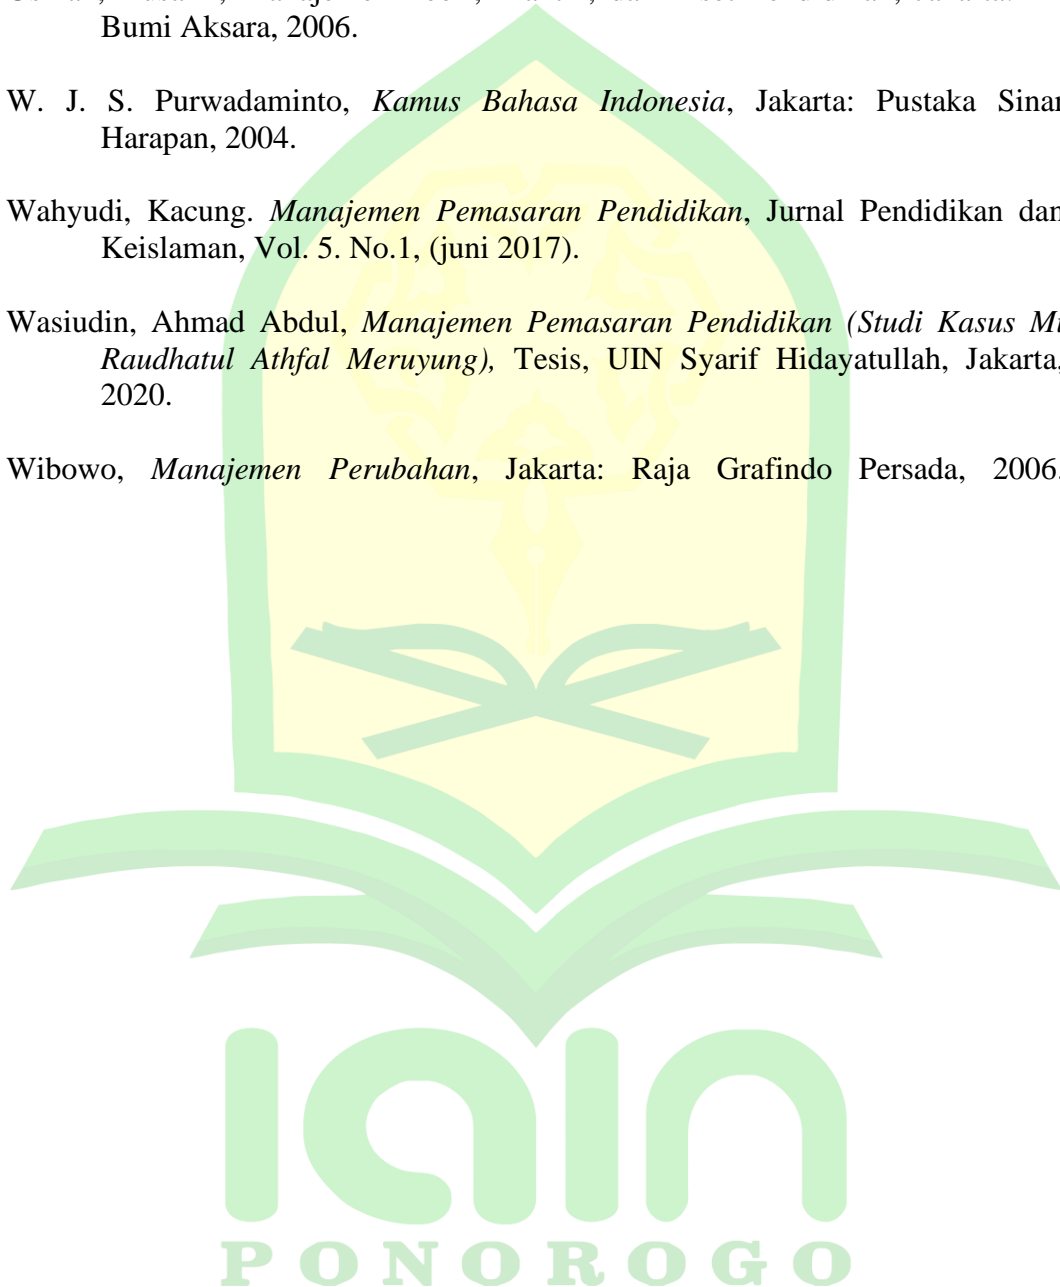 Bumi Aksara, 2006.
W. J. S. Purwadaminto, Kamus Bahasa Indonesia, Jakarta: Pustaka Sinar
Harapan, 2004.
Wahyudi, Kacung. Manajemen Pemasaran Pendidikan, Jurnal Pendidikan dan
Keislaman, Vol. 5. No.1, (juni 2017).
Wasiudin, Ahmad Abdul, Manajemen Pemasaran Pendidikan (Studi Kasus Mi
Raudhatul Athfal Meruyung), Tesis, UIN Syarif Hidayatullah, Jakarta,
2020.
Wibowo, Manajemen Perubahan, Jakarta: Raja Grafindo Persada, 2006.
iain
PONOROGO